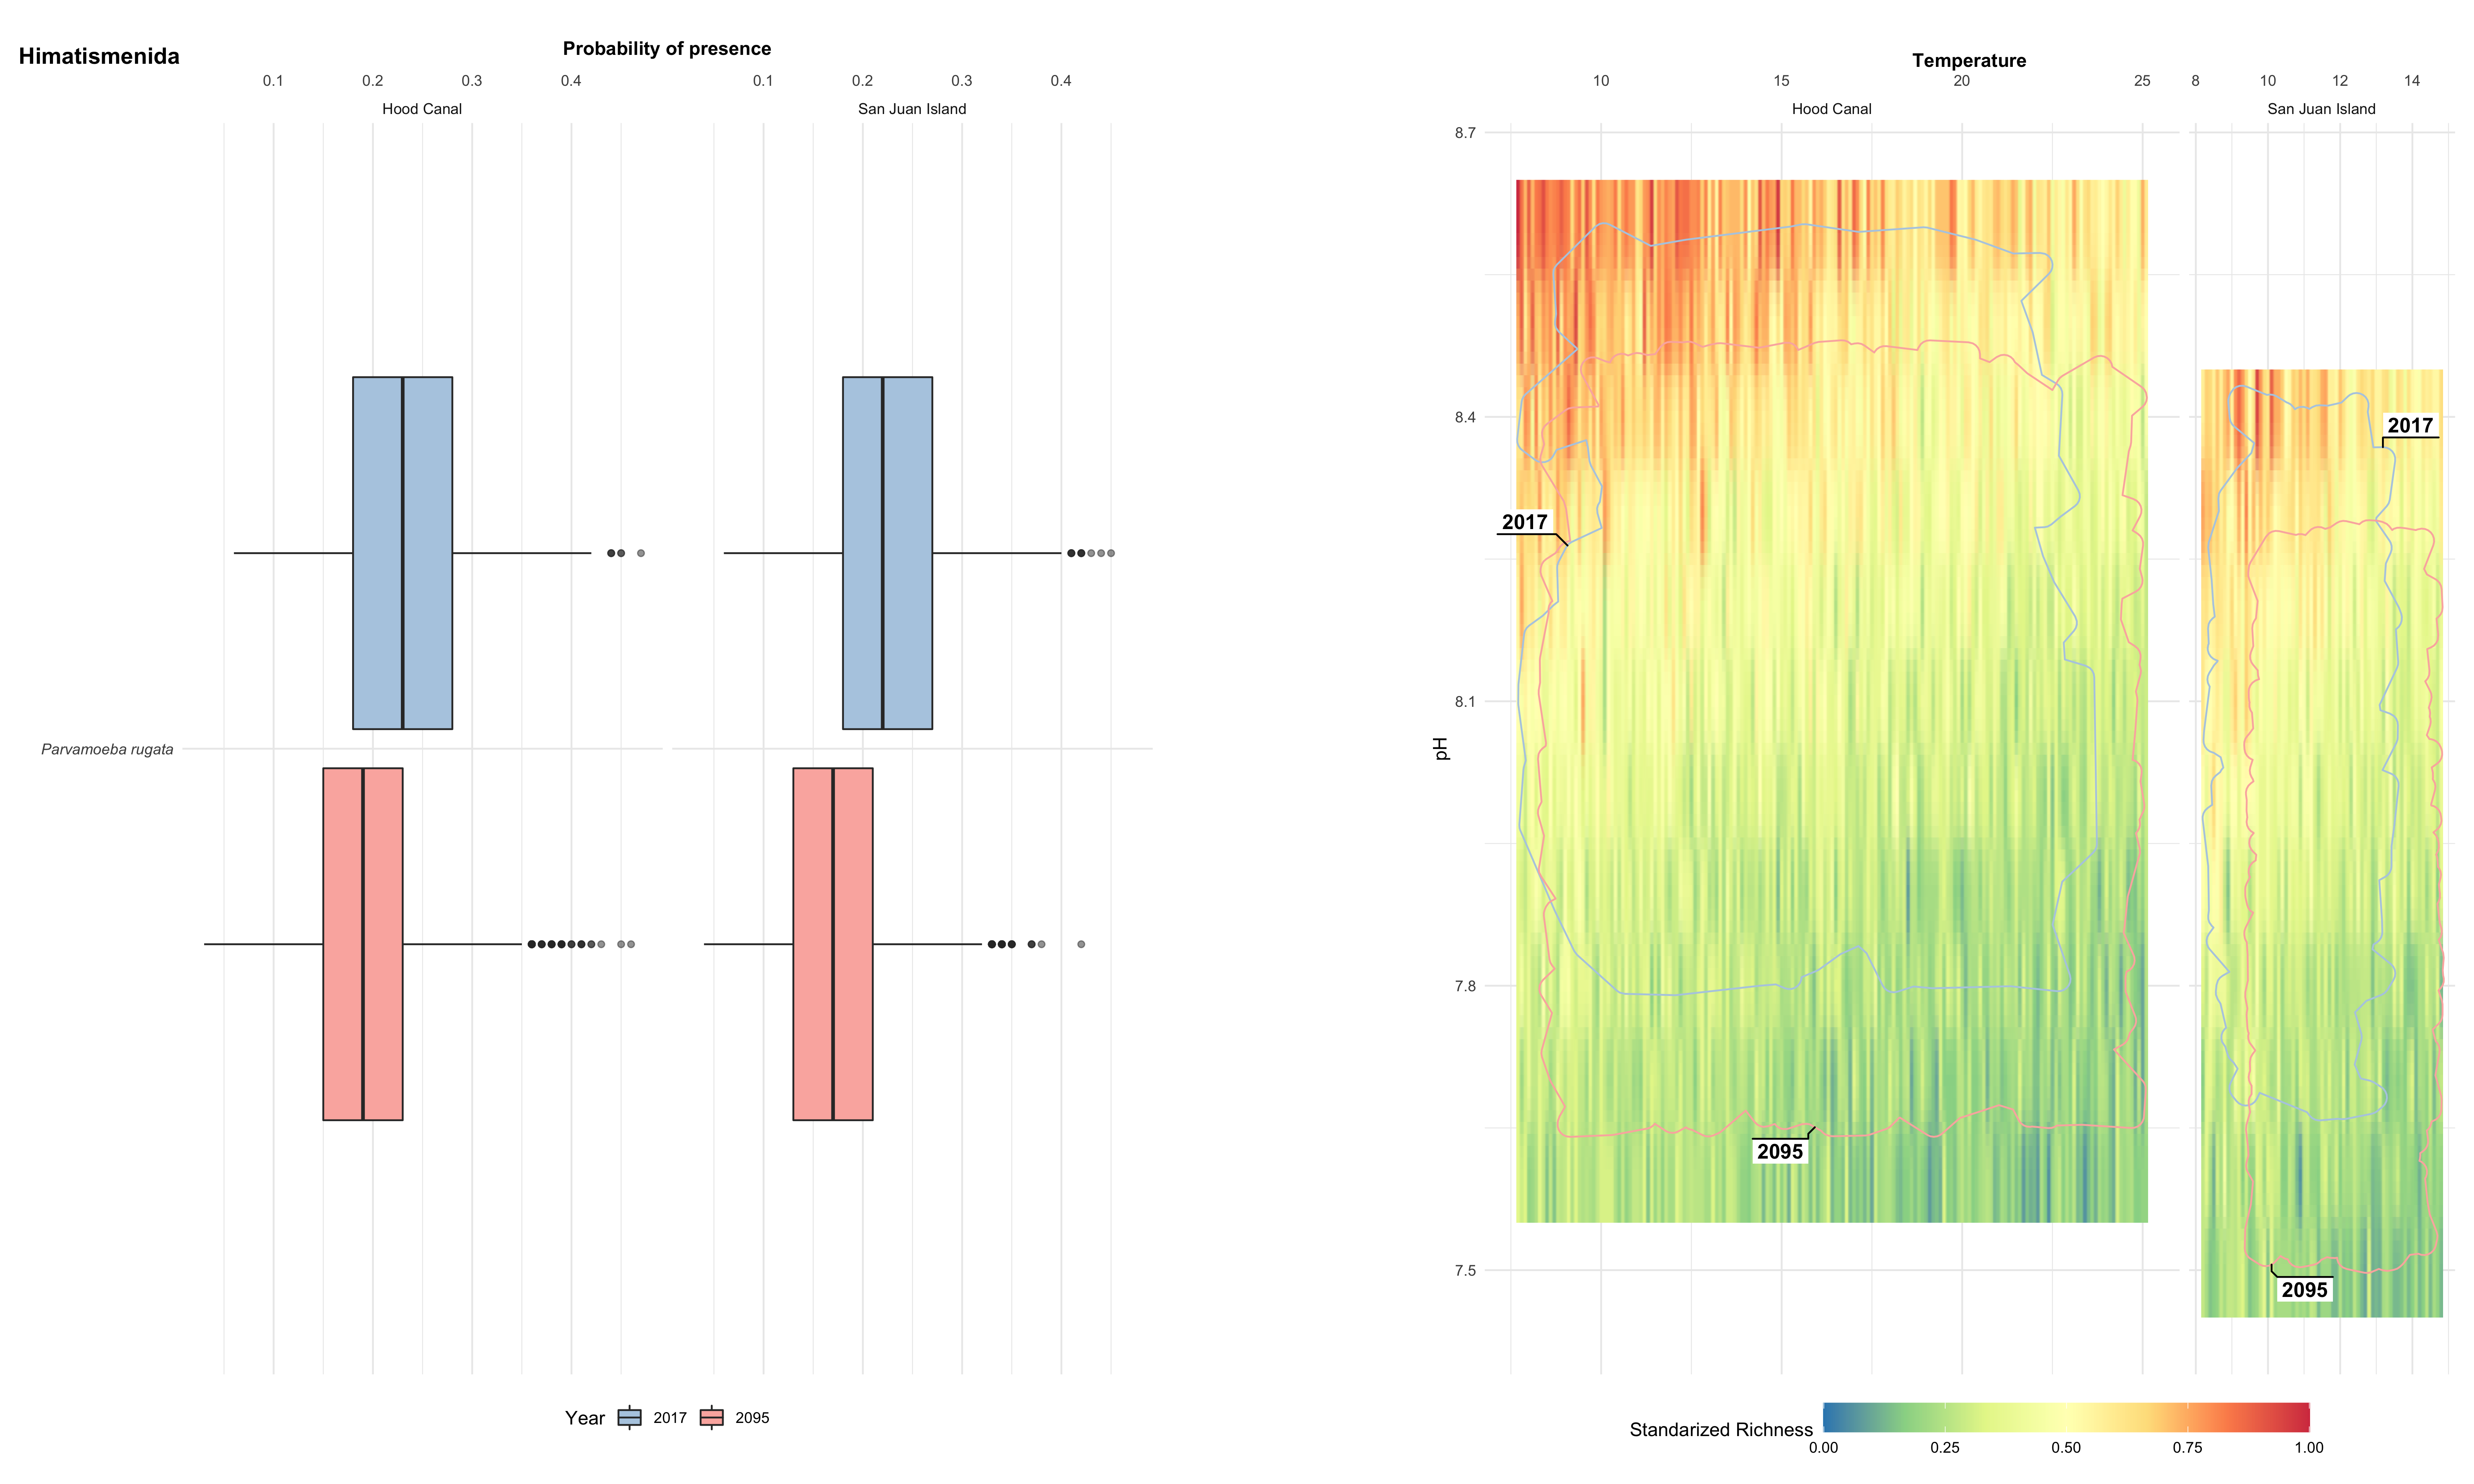 Himatismenida
Probability of presence
0.1 0.2 0.3 0.4 0.1 0.2 0.3 0.4
Hood Canal San Juan Island
Parvamoeba rugata
Year 2017 2095
Temperature
10 15 20 25 8 10 12 14
Hood Canal San Juan Island
8.7
8.4
8.1
7.8
7.5
pH
2017
2017
2095
2095
Standarized Richness
0.00 0.25 0.50 0.75 1.00